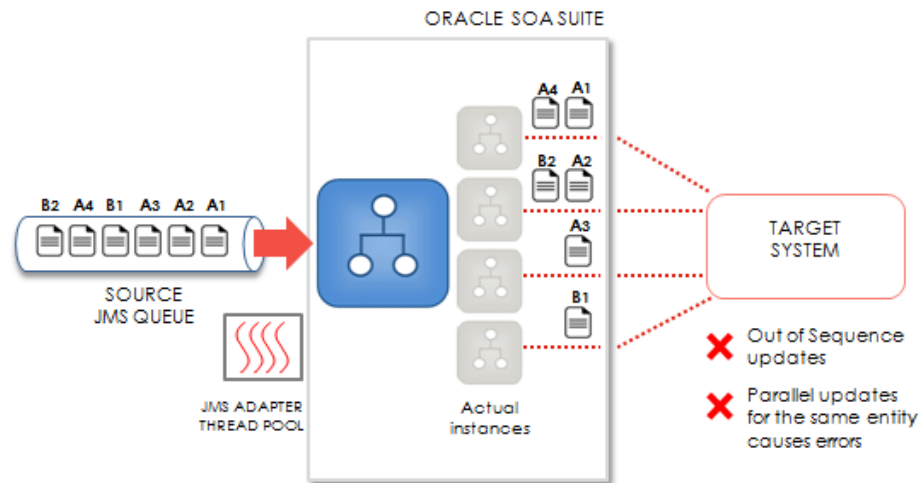 ORACLE SOA SUITE
A4 A1
B2 A2
B2 A4 B1 A3 A2 A1
A3
TARGET
SYSTEM
SOURCE
JMS QUEUE
B1
Out of Sequence
updates
JMS ADAPTER
THREAD POOL
Actual
instances
Parallel updates
for the same entity
causes errors